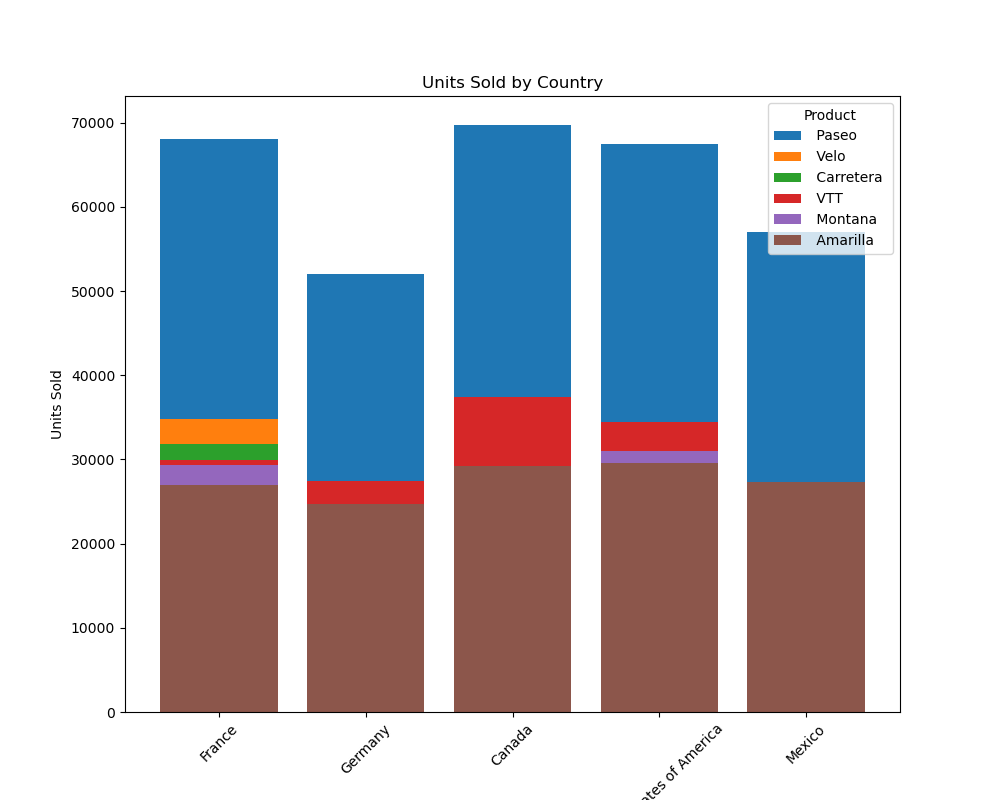 Units Sold by Country
Product
Paseo
Velo
Carretera
VTT
Montana
Amarilla
Units Sold
70000
60000
50000
40000
30000
20000
10000
0
France
Germany
Canada
of America
Mexico